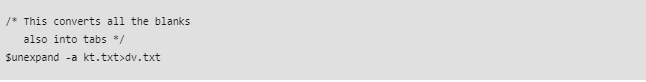 /* This converts all the blanks
   also into tabs */
$unexpand -a kt.txt>dv.txt